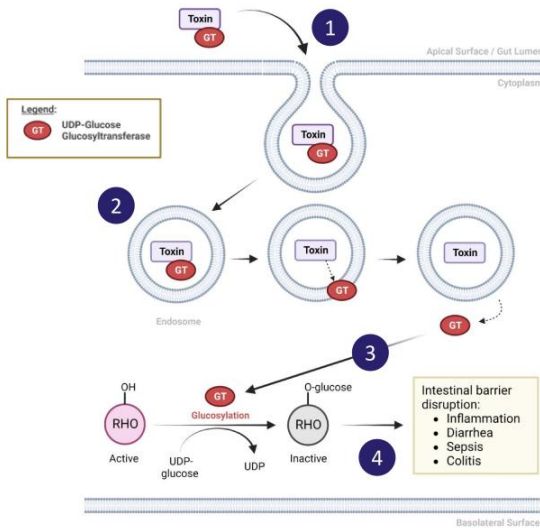 Toxin
GT
1
Apical Surface / Gut Lumen
Cytoplasm
Legend:
GT
UDP-Glucose
Glucosyltransferase
Toxin
GT
2
Toxin
GT
Toxin
GT
Toxin
GT
Endosome
3
OH
GT
O-glucose
Glucosylation
RHO
RHO
Active
UDP-
glucose
UDP
Inactive
4
Intestinal barrier
disruption:
• Inflammation
• Diarrhea
• Sepsis
• Colitis
Basolateral Surface